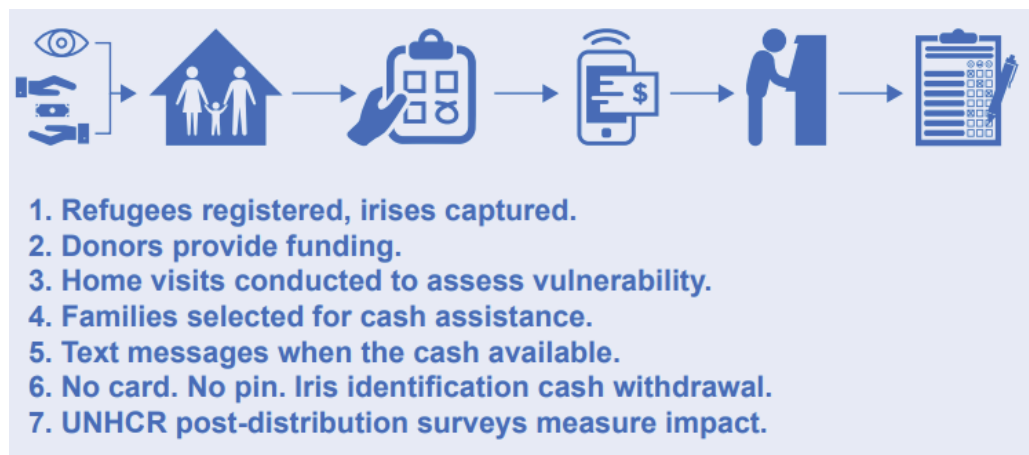 $
1. Refugees registered, irises captured.
2. Donors provide funding.
3. Home visits conducted to assess vulnerability.
4. Families selected for cash assistance.
5. Text messages when the cash available.
6. No card. No pin. Iris identification cash withdrawal.
7. UNHCR post-distribution surveys measure impact.